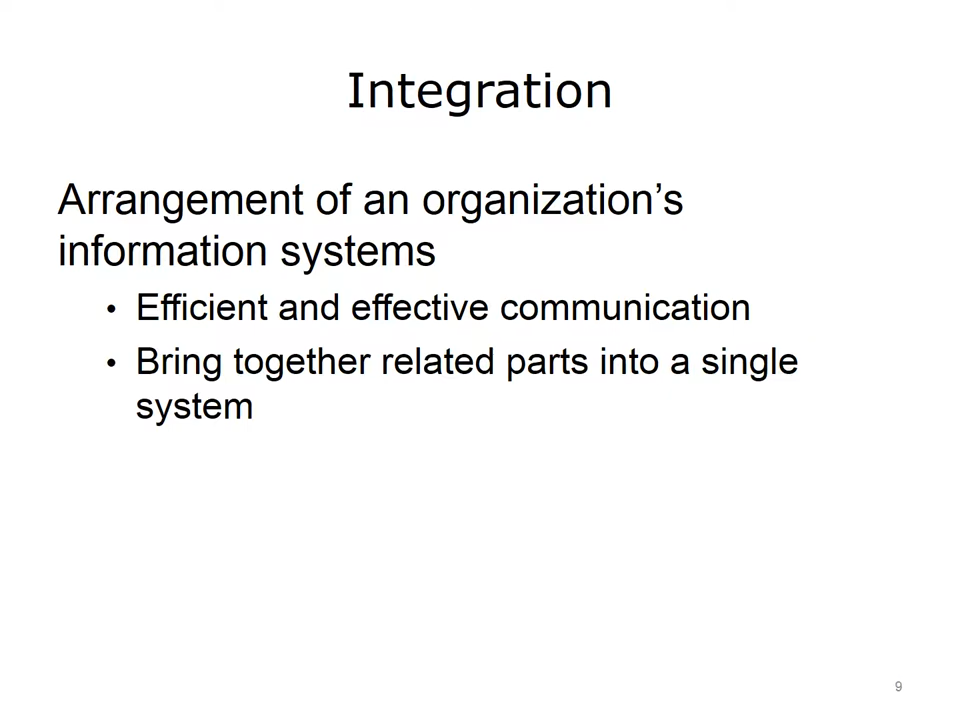 Integration
Arrangement of an organization’s
information systems
• Efficient and effective communication
• Bring together related parts into a single
system
9